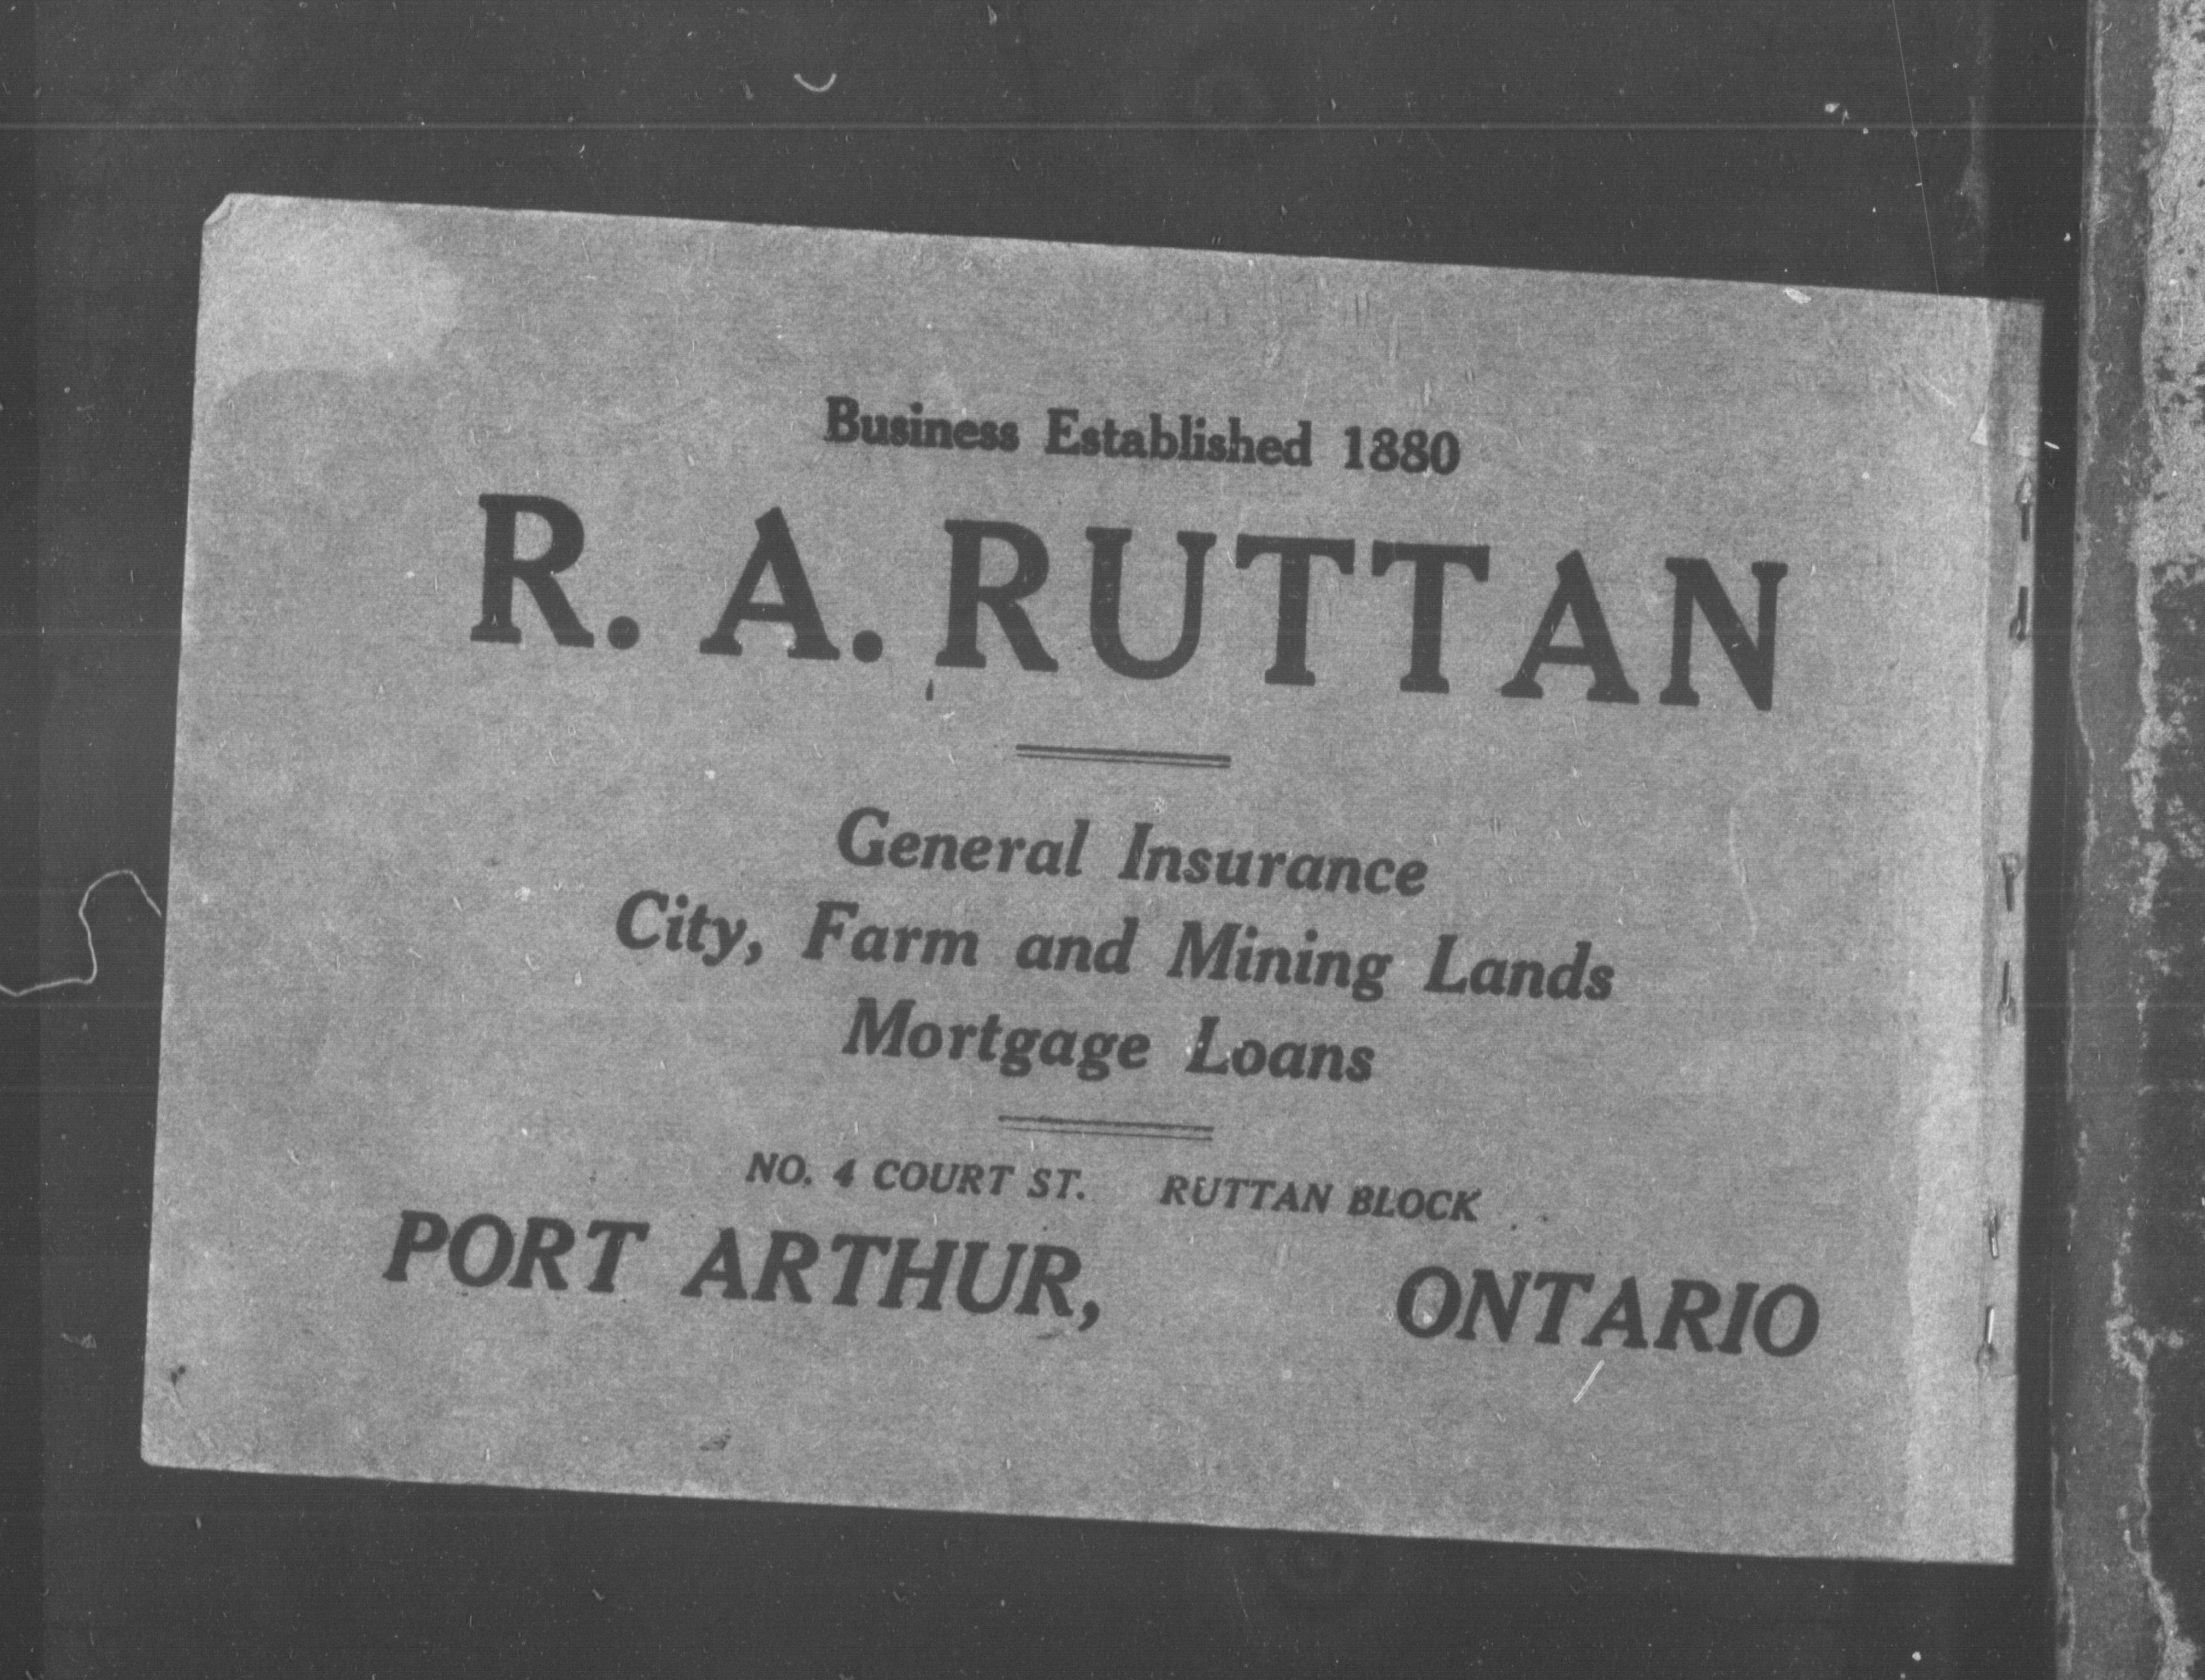 Business Established 1880
R. A. RUTTAN
General Insurance
City, Farm and Mining Lands
Mortgage Loans
NO. 4 COURT ST. RUTTAN BLOCK
PORT ARTHUR, ONTARIO